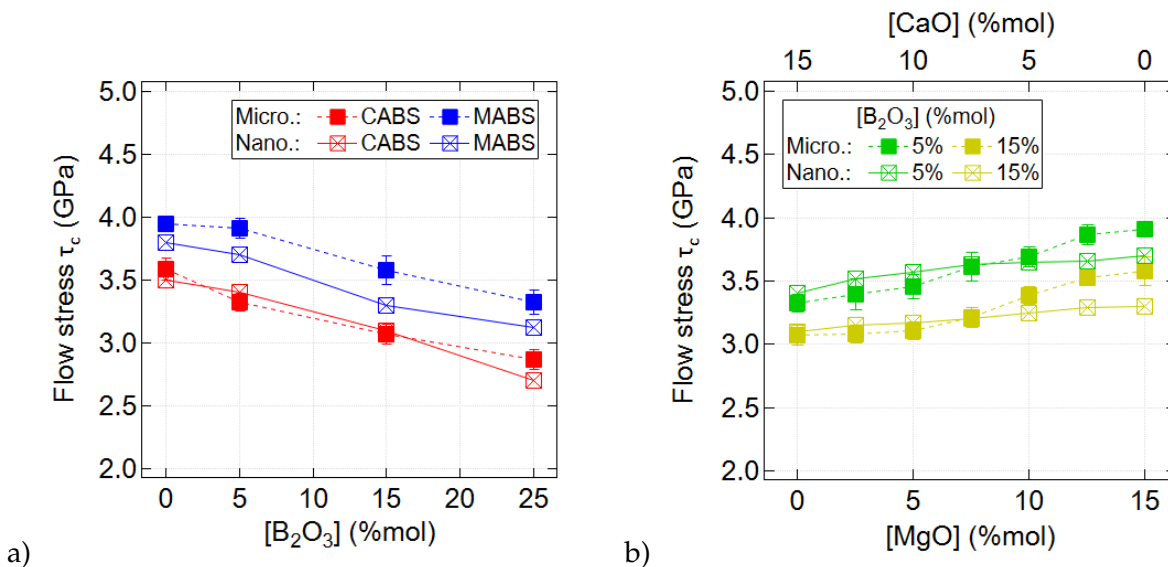 5.0
4.5
4.0
3.5
3.0
2.5
2.0
Flow stress τc (GPa)
Micro.: CABS MABS
Nano.: CABS MABS
0 5 10 15 20 25
[B2O3] (%mol)
a)
[CaO] (%mol)
15 10 5 0
5.0
4.5
4.0
3.5
3.0
2.5
2.0
Flow stress τc (GPa)
[B2O3] (%mol)
Micro.: 5% 15%
Nano.: 5% 15%
0 5 10 15
[MgO] (%mol)
b)